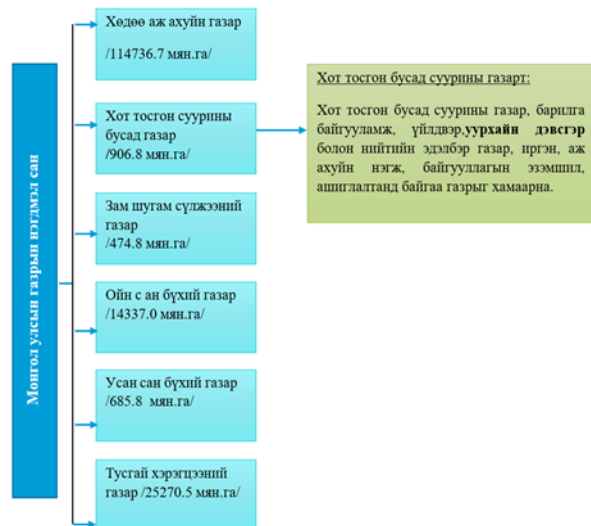 Монгол улсын газрын нэгдмэл сан
Хөдөө аж ахуйн газар
/114736.7 мян.га/
Хот тосгон суурины
бусад газар
/906.8 мян.га/
Зам шугам сүлжээний
газар
/474.8 мян.га/
Ойн с ан бүхий газар
/14337.0 мян.га/
Усан сан бүхий газар
/685.8 мян.га/
Тусгай хэрэгцээний
газар /25270.5 мян.га/
Хот тосгон бусад суурины газарт:
Хот тосгон бусад суурины газар, барилга
байгууламж, үйлдвэр,уурхайн дэвсгэр
болон нийтийн эдэлбэр газар, иргэн, аж
ахуйн нэгж, байгууллагын эзэмшил,
ашиглалтанд байгаа газрыг хамаарна.